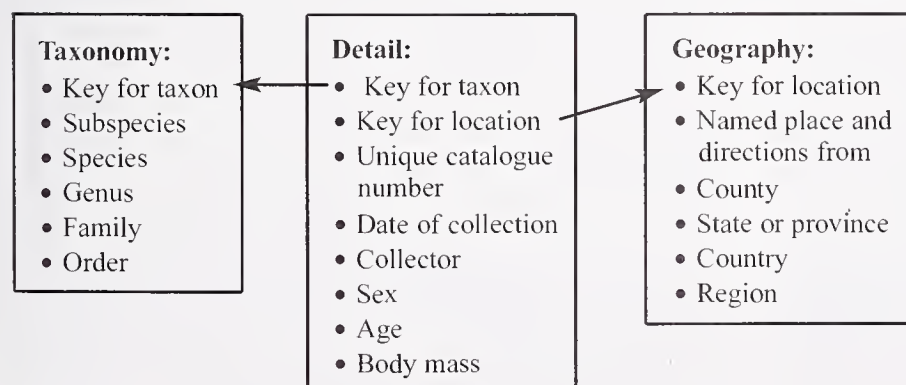 Taxonomy:
• Key for taxon
• Subspecies
• Species
• Genus
• Family
• Order
Detail:
• Key for taxon
• Key for location
• Unique catalogue
number
• Date of collection
• Collector
• Sex
• Age
• Body mass
Geography:
• Key for location
• Named place and
directions from
• County
• State or province
• Country
• Region